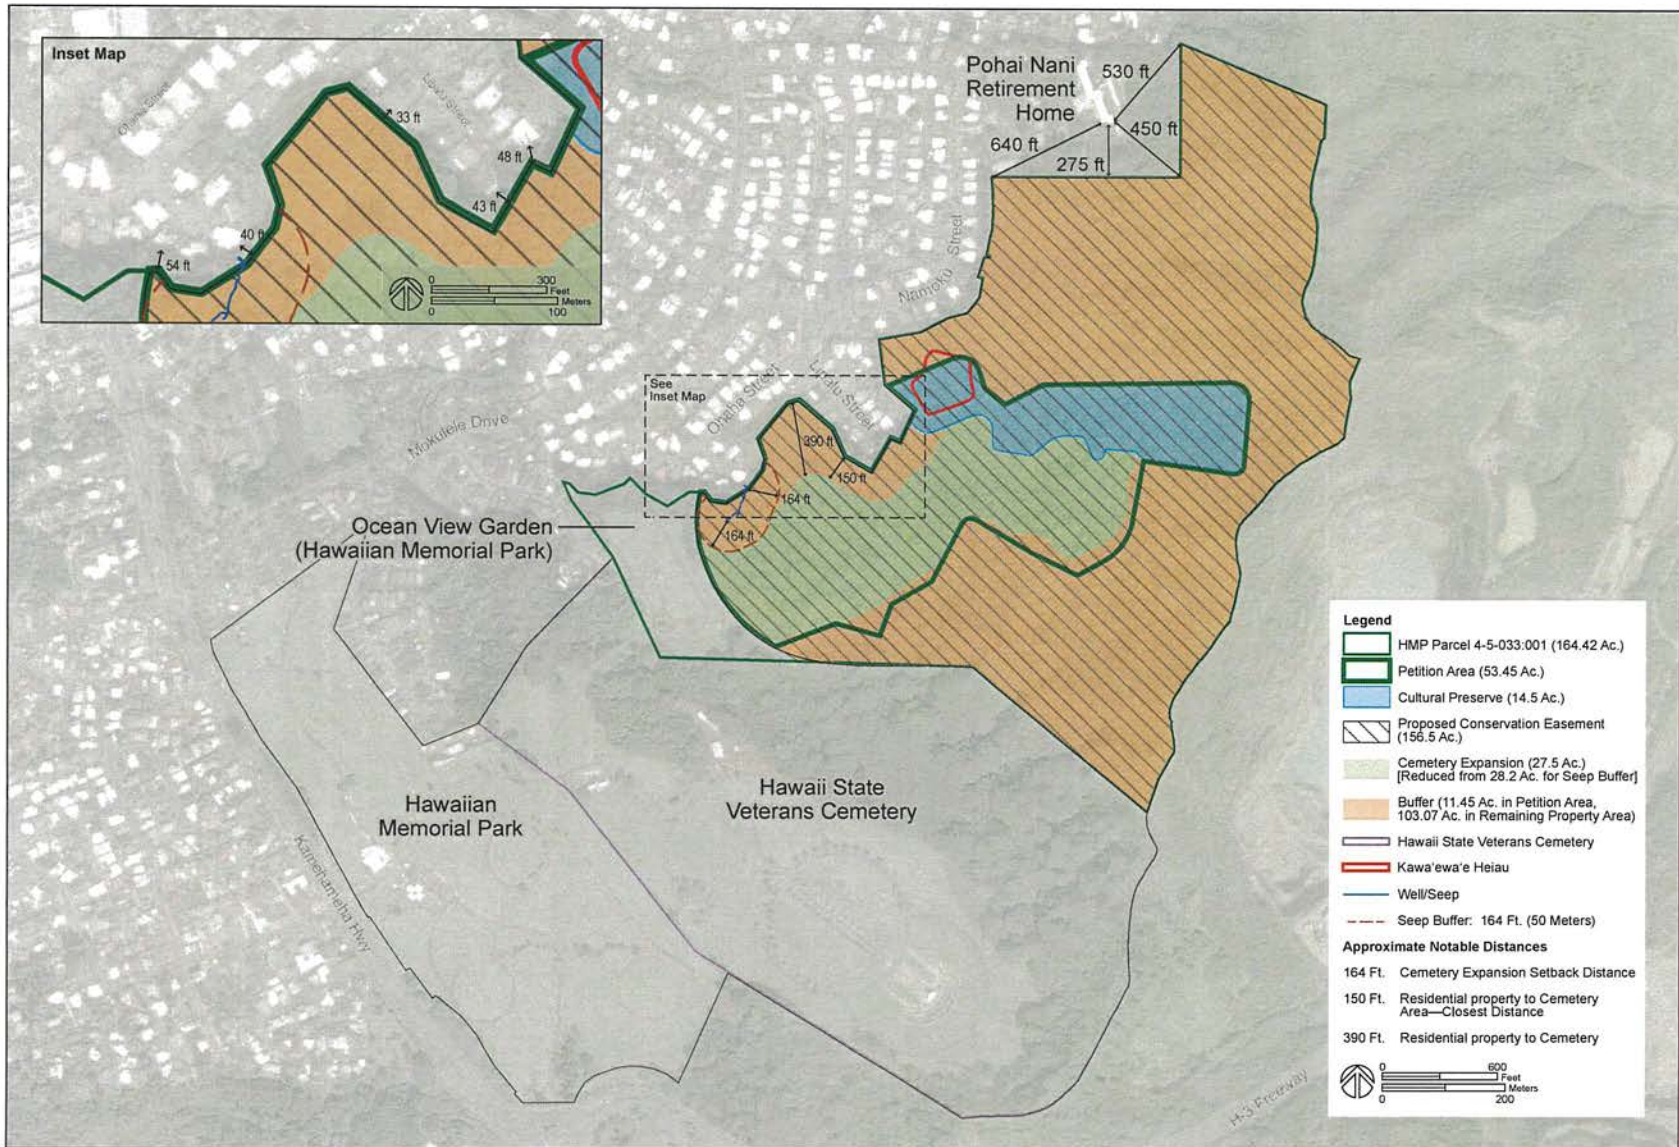 Inset Map
Ohaha Street
Lipalu Street
33 ft
48 ft
43 ft
40 ft
54 ft
0 300
Feet
Meters
0 100
Pohai Nani
Retirement
Home
530 ft
450 ft
640 ft
275 ft
Namoku Street
See
Inset Map
Ohaha Street
Lipalu Street
Mokulele Drive
390 ft
150 ft
164 ft
164 ft
Ocean View Garden
(Hawaiian Memorial Park)
Hawaiian
Memorial Park
Hawaii State
Veterans Cemetery
Kamehameha Hwy
H-3 Freeway
Legend
HMP Parcel 4-5-033:001 (164.42 Ac.)
Petition Area (53.45 Ac.)
Cultural Preserve (14.5 Ac.)
Proposed Conservation Easement
(156.5 Ac.)
Cemetery Expansion (27.5 Ac.)
[Reduced from 28.2 Ac. for Seep Buffer]
Buffer (11.45 Ac. in Petition Area,
103.07 Ac. in Remaining Property Area)
Hawaii State Veterans Cemetery
Kawa'ewa'e Heiau
Well/Seep
Seep Buffer: 164 Ft. (50 Meters)
Approximate Notable Distances
164 Ft. Cemetery Expansion Setback Distance
150 Ft. Residential property to Cemetery
Area—Closest Distance
390 Ft. Residential property to Cemetery
0 600
Feet
Meters
0 200